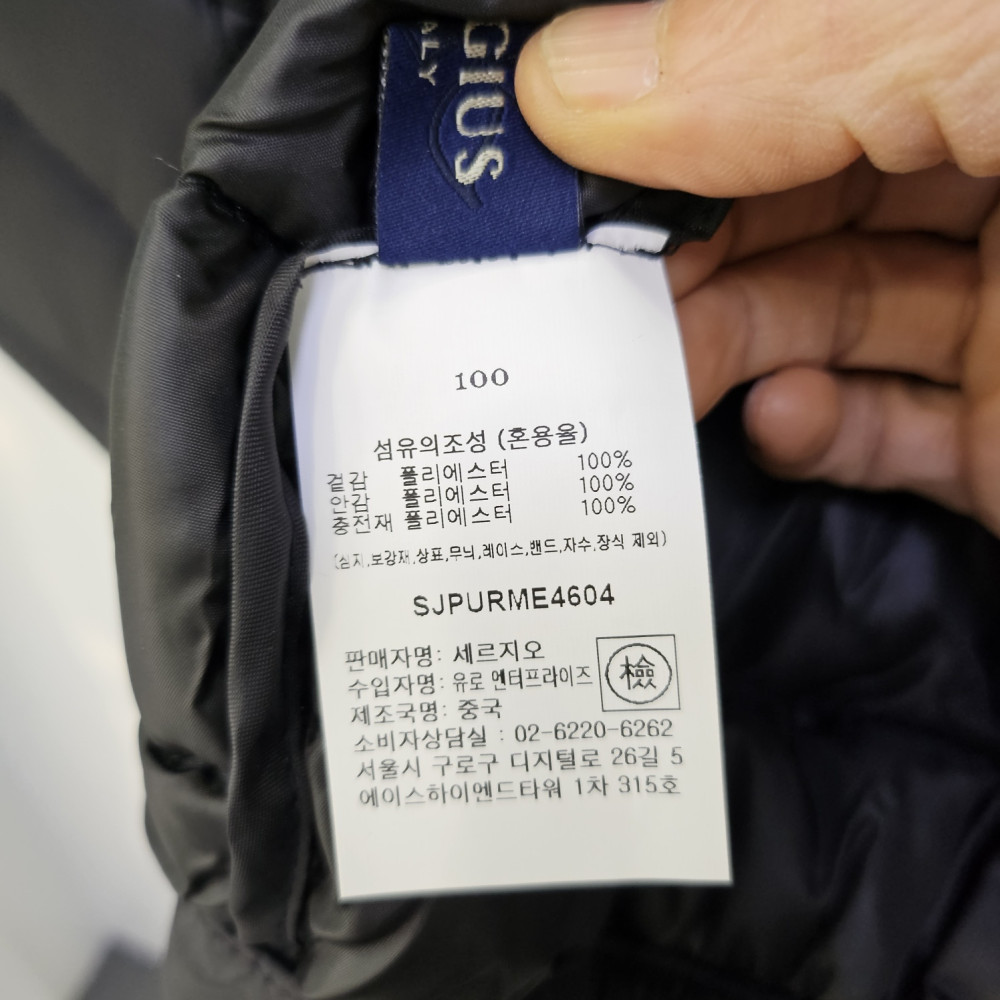 GIUS
ALY
100
섬유의조성 (혼용율)
겉감 폴리에스터 100%
안감 폴리에스터 100%
충전재 폴리에스터 100%
(심지,보강재,상표,무늬,레이스,밴드,자수,장식 제외)
SJPURME4604
판매자명: 세르지오
수입자명: 유로 엔터프라이즈
檢
제조국명: 중국
소비자상담실 : 02-6220-6262
서울시 구로구 디지털로 26길 5
에이스하이엔드타워 1차 315호